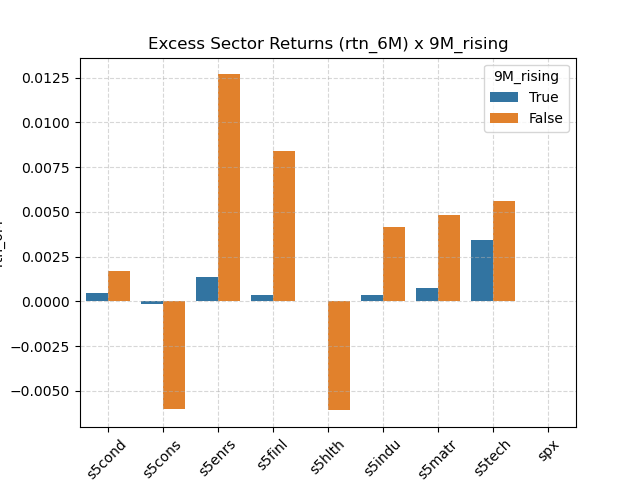 Excess Sector Returns (rtn_6M) x 9M_rising
9M_rising
True
False
0.0125
0.0100
0.0075
0.0050
0.0025
0.0000
−0.0025
−0.0050
s5cond
s5cons
s5enrs
s5finl
s5hlth
s5indu
s5matr
s5tech
spx